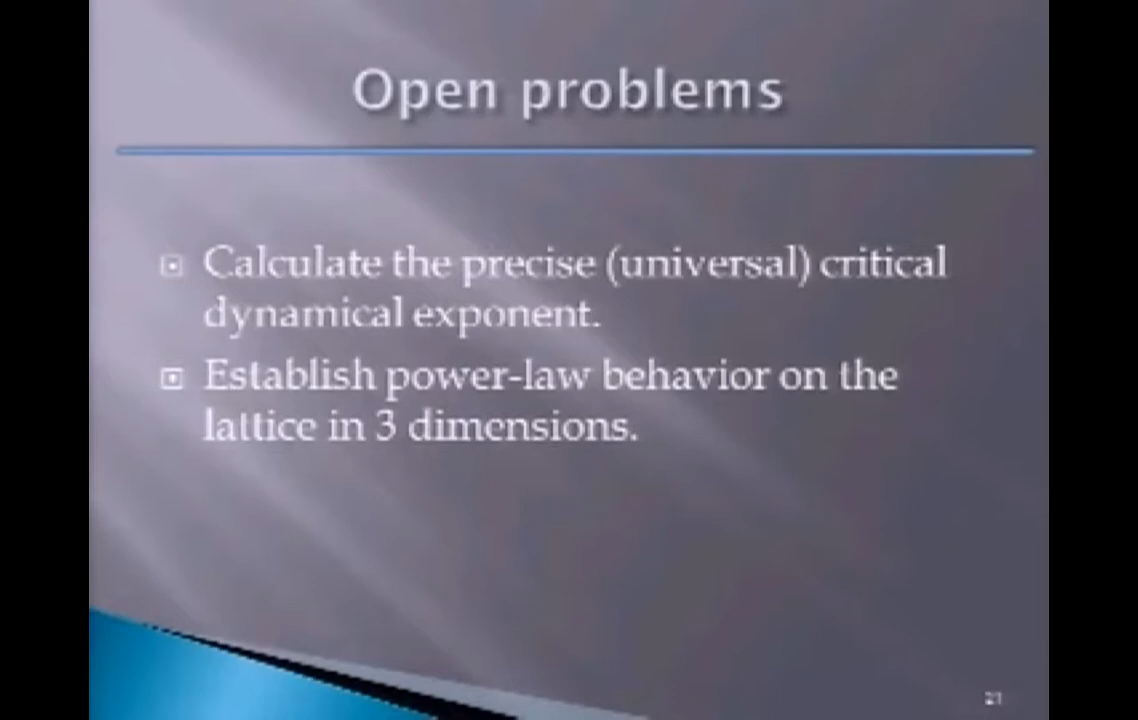 Open problems
Calculate the precise (universal) critical
dynamical exponent.
Establish power-law behavior on the
lattice in 3 dimensions.
21